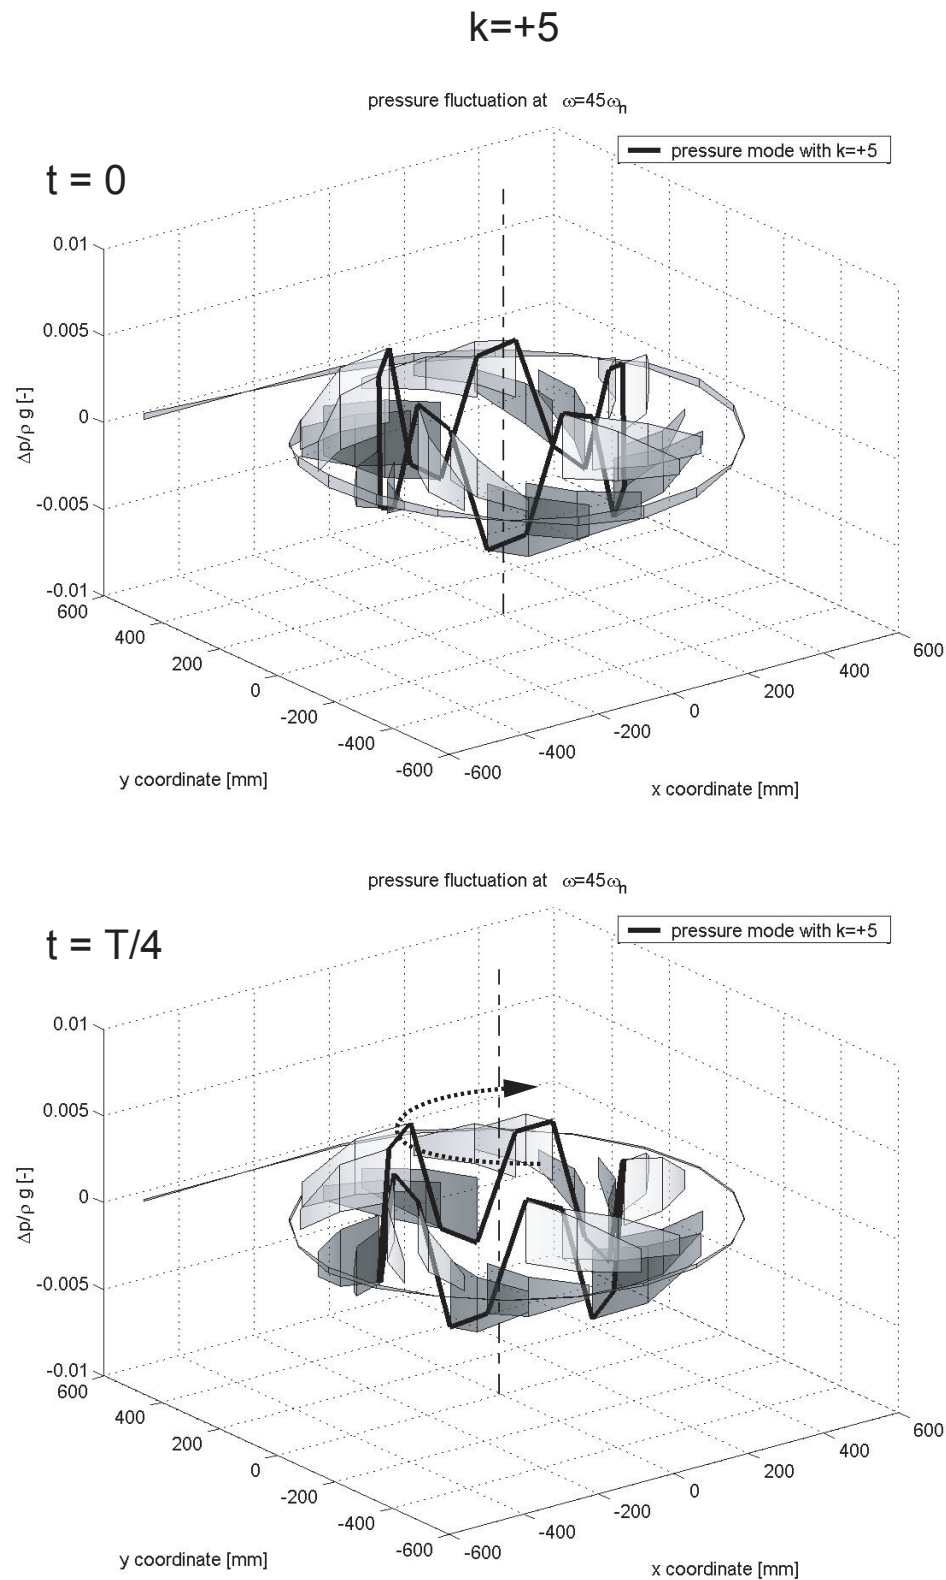 k=+5
pressure fluctuation at ω=45ωn
pressure mode with k=+5
t = 0
0.01
0.005
0
-0.005
-0.01
Δp/ρ g [-]
600
400
200
0
-200
-400
-600
y coordinate [mm]
-600
-400
-200
0
200
400
600
x coordinate [mm]
pressure fluctuation at ω=45ωn
pressure mode with k=+5
t = T/4
0.01
0.005
0
-0.005
-0.01
Δp/ρ g [-]
600
400
200
0
-200
-400
-600
y coordinate [mm]
-600
-400
-200
0
200
400
600
x coordinate [mm]